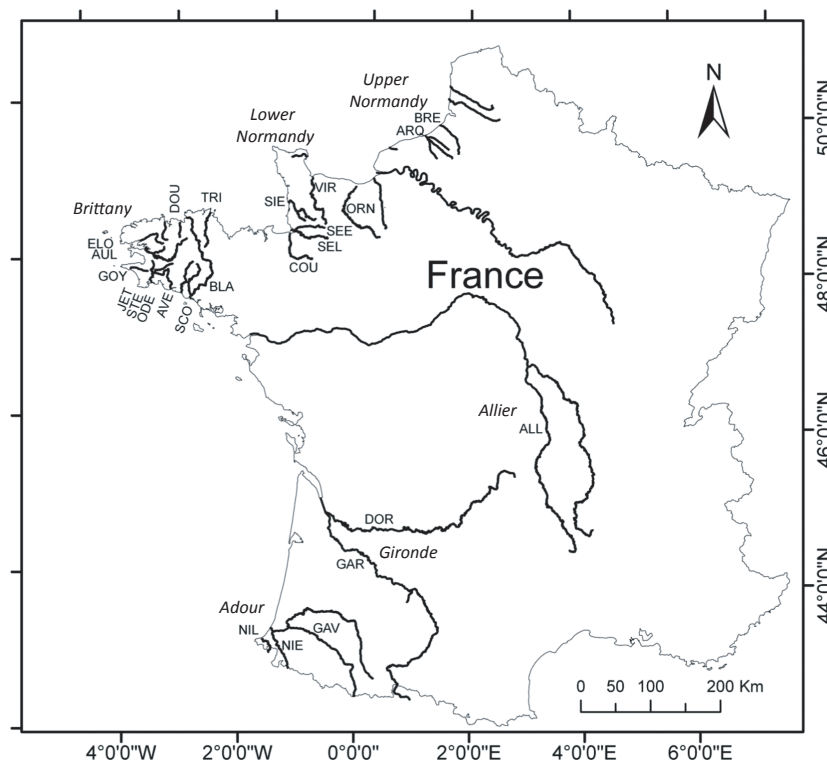 N
Upper
Normandy
BRE
ARQ
Lower
Normandy
VIR
SIE
ORN
SEE
SEL
COU
Brittany
DOU
TRI
ELO
AUL
GOY
BLA
JET
STE
ODE
AVE
SCO
France
Allier
ALL
DOR
Gironde
GAR
Adour
NIL
NIE
GAV
0 50 100 200 Km
50°0'0"N
48°0'0"N
46°0'0"N
44°0'0"N
4°0'0"W 2°0'0"W 0°0'0" 2°0'0"E 4°0'0"E 6°0'0"E